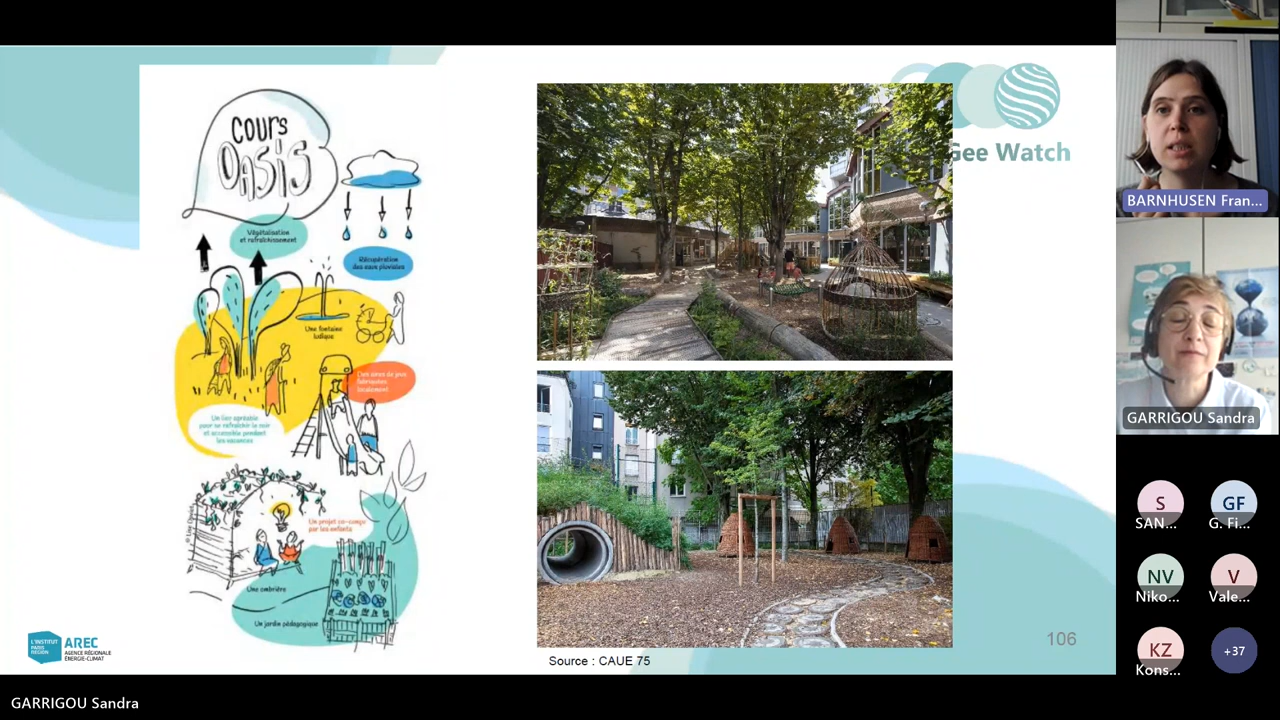 COURS
OASIS
Végétalisation
et rafraîchissement
Récupération
des eaux pluviales
Une fontaine
ludique
Des aires de jeux
fabriquées
localement
Un lieu agréable
pour se rafraîchir le soir
et accessible pendant
les vacances
Un projet co-conçu
par les enfants
Une ombrière
Un jardin pédagogique
Gee Watch
L'INSTITUT
PARIS
REGION
AREC
AGENCE RÉGIONALE
ÉNERGIE-CLIMAT
Source : CAUE 75
106
BARNHUSEN Fran...
GARRIGOU Sandra
S
SAN...
GF
G. Fi...
NV
Niko...
V
Vale...
KZ
Kons...
+37
GARRIGOU Sandra